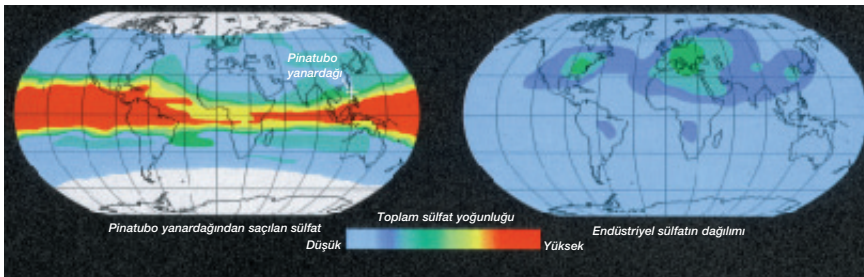 Pinatubo
yanardağı
Pinatubo yanardağından saçılan sülfat
Toplam sülfat yoğunluğu
Düşük
Yüksek
Endüstriyel sülfatın dağılımı